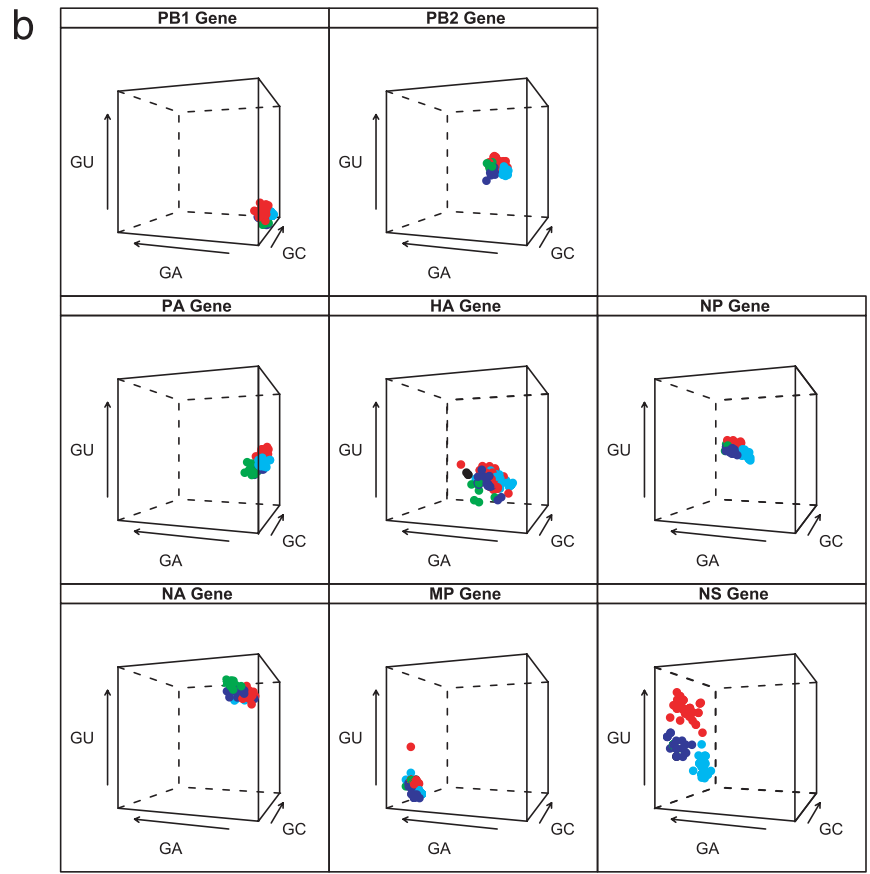 b
PB1 Gene
PB2 Gene
GU
GA
GC
GU
GA
GC
PA Gene
HA Gene
NP Gene
GU
GA
GC
GU
GA
GC
GU
GA
GC
NA Gene
MP Gene
NS Gene
GU
GA
GC
GU
GA
GC
GU
GA
GC